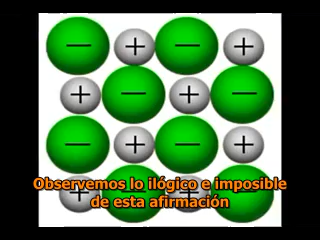 − + − +
+ − + −
− + − +
Observemos lo ilógico e imposible
de esta afirmación
+ − + −